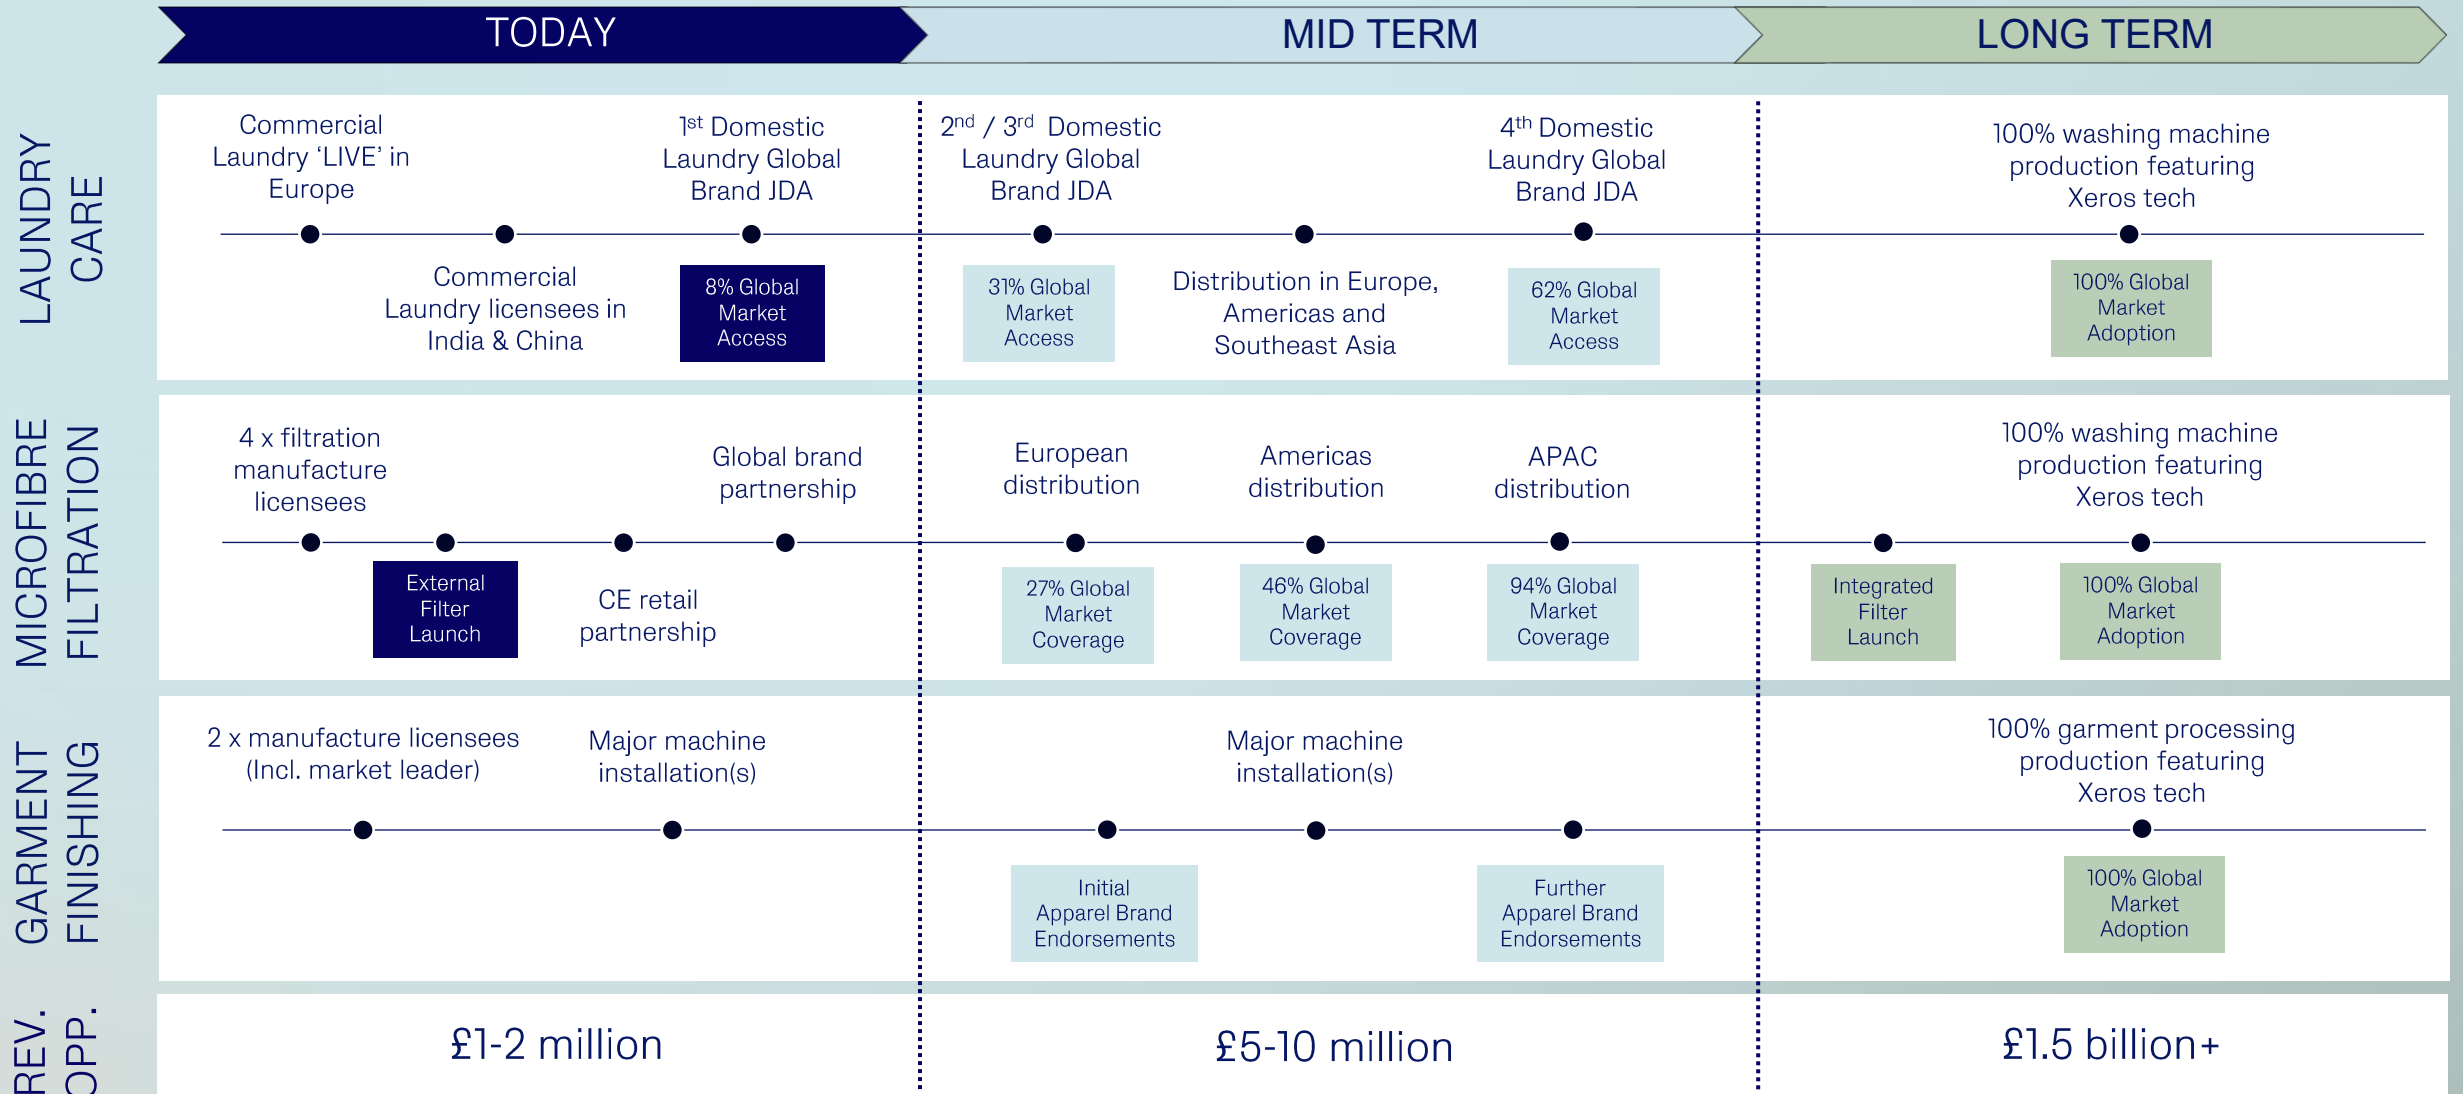 TODAY
MID TERM
LONG TERM
LAUNDRY
CARE
Commercial
Laundry ‘LIVE’ in
Europe
Commercial
Laundry licensees in
India & China
1st Domestic
Laundry Global
Brand JDA
8% Global
Market
Access
2nd / 3rd Domestic
Laundry Global
Brand JDA
31% Global
Market
Access
Distribution in Europe,
Americas and
Southeast Asia
4th Domestic
Laundry Global
Brand JDA
62% Global
Market
Access
100% washing machine
production featuring
Xeros tech
100% Global
Market
Adoption
MICROFIBRE
FILTRATION
4 x filtration
manufacture
licensees
External
Filter
Launch
CE retail
partnership
Global brand
partnership
European
distribution
27% Global
Market
Coverage
Americas
distribution
46% Global
Market
Coverage
APAC
distribution
94% Global
Market
Coverage
Integrated
Filter
Launch
100% washing machine
production featuring
Xeros tech
100% Global
Market
Adoption
GARMENT
FINISHING
2 x manufacture licensees
(Incl. market leader)
Major machine
installation(s)
Initial
Apparel Brand
Endorsements
Major machine
installation(s)
Further
Apparel Brand
Endorsements
100% garment processing
production featuring
Xeros tech
100% Global
Market
Adoption
REV.
OPP.
£1-2 million
£5-10 million
£1.5 billion+